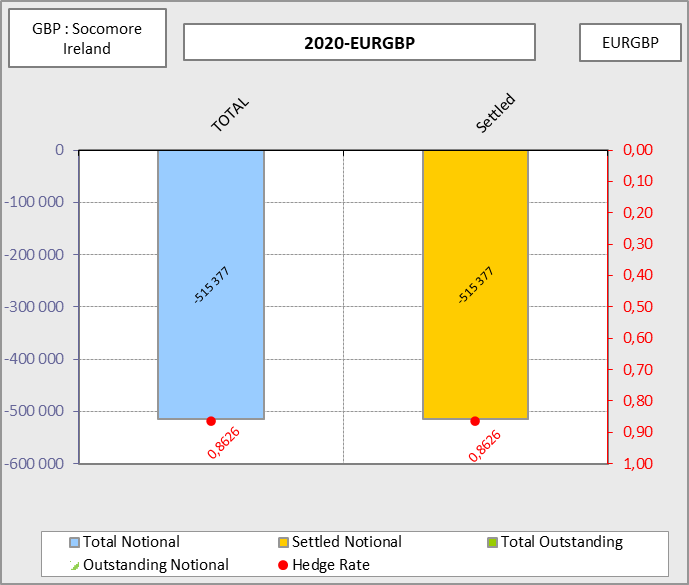 GBP : Socomore
Ireland
2020-EURGBP
EURGBP
TOTAL
Settled
0
-100 000
-200 000
-300 000
-400 000
-500 000
-600 000
-515 377
-515 377
0,8626
0,8626
0,00
0,10
0,20
0,30
0,40
0,50
0,60
0,70
0,80
0,90
1,00
Total Notional Settled Notional Total Outstanding
Outstanding Notional Hedge Rate